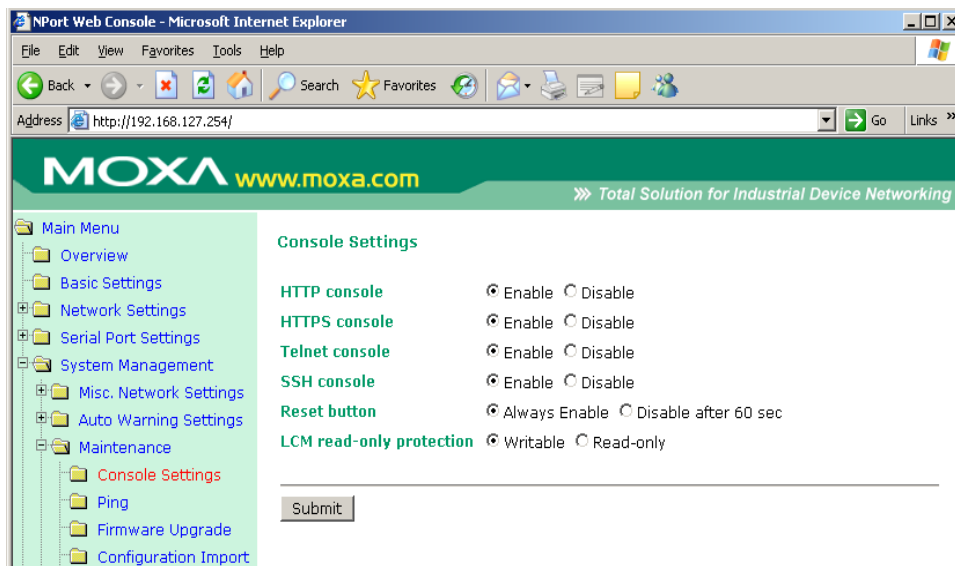 NPort Web Console - Microsoft Internet Explorer
File Edit View Favorites Tools Help
Back Search Favorites
Address http://192.168.127.254/ Go Links »
MOXA www.moxa.com
Total Solution for Industrial Device Networking
Main Menu
Overview
Basic Settings
Network Settings
Serial Port Settings
System Management
Misc. Network Settings
Auto Warning Settings
Maintenance
Console Settings
Ping
Firmware Upgrade
Configuration Import
Console Settings
HTTP console Enable Disable
HTTPS console Enable Disable
Telnet console Enable Disable
SSH console Enable Disable
Reset button Always Enable Disable after 60 sec
LCM read-only protection Writable Read-only
Submit